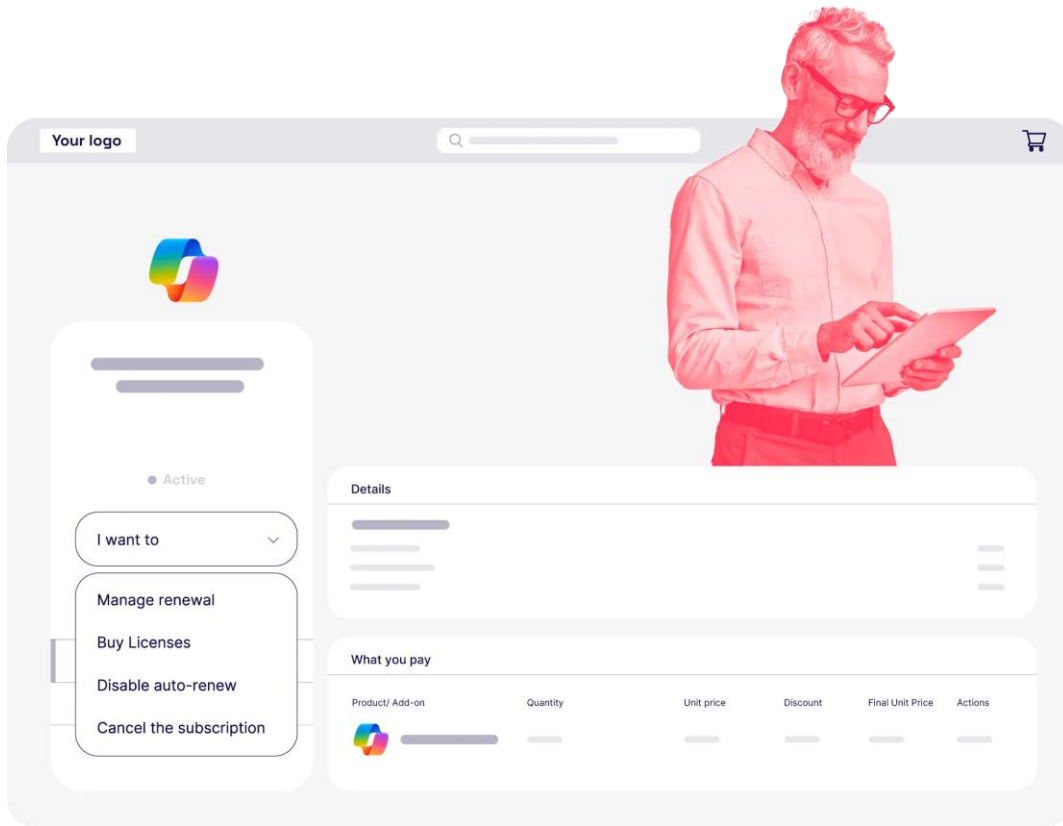 Your logo
Active
I want to
Manage renewal
Buy Licenses
Disable auto-renew
Cancel the subscription
Details
What you pay
Product/ Add-on Quantity Unit price Discount Final Unit Price Actions